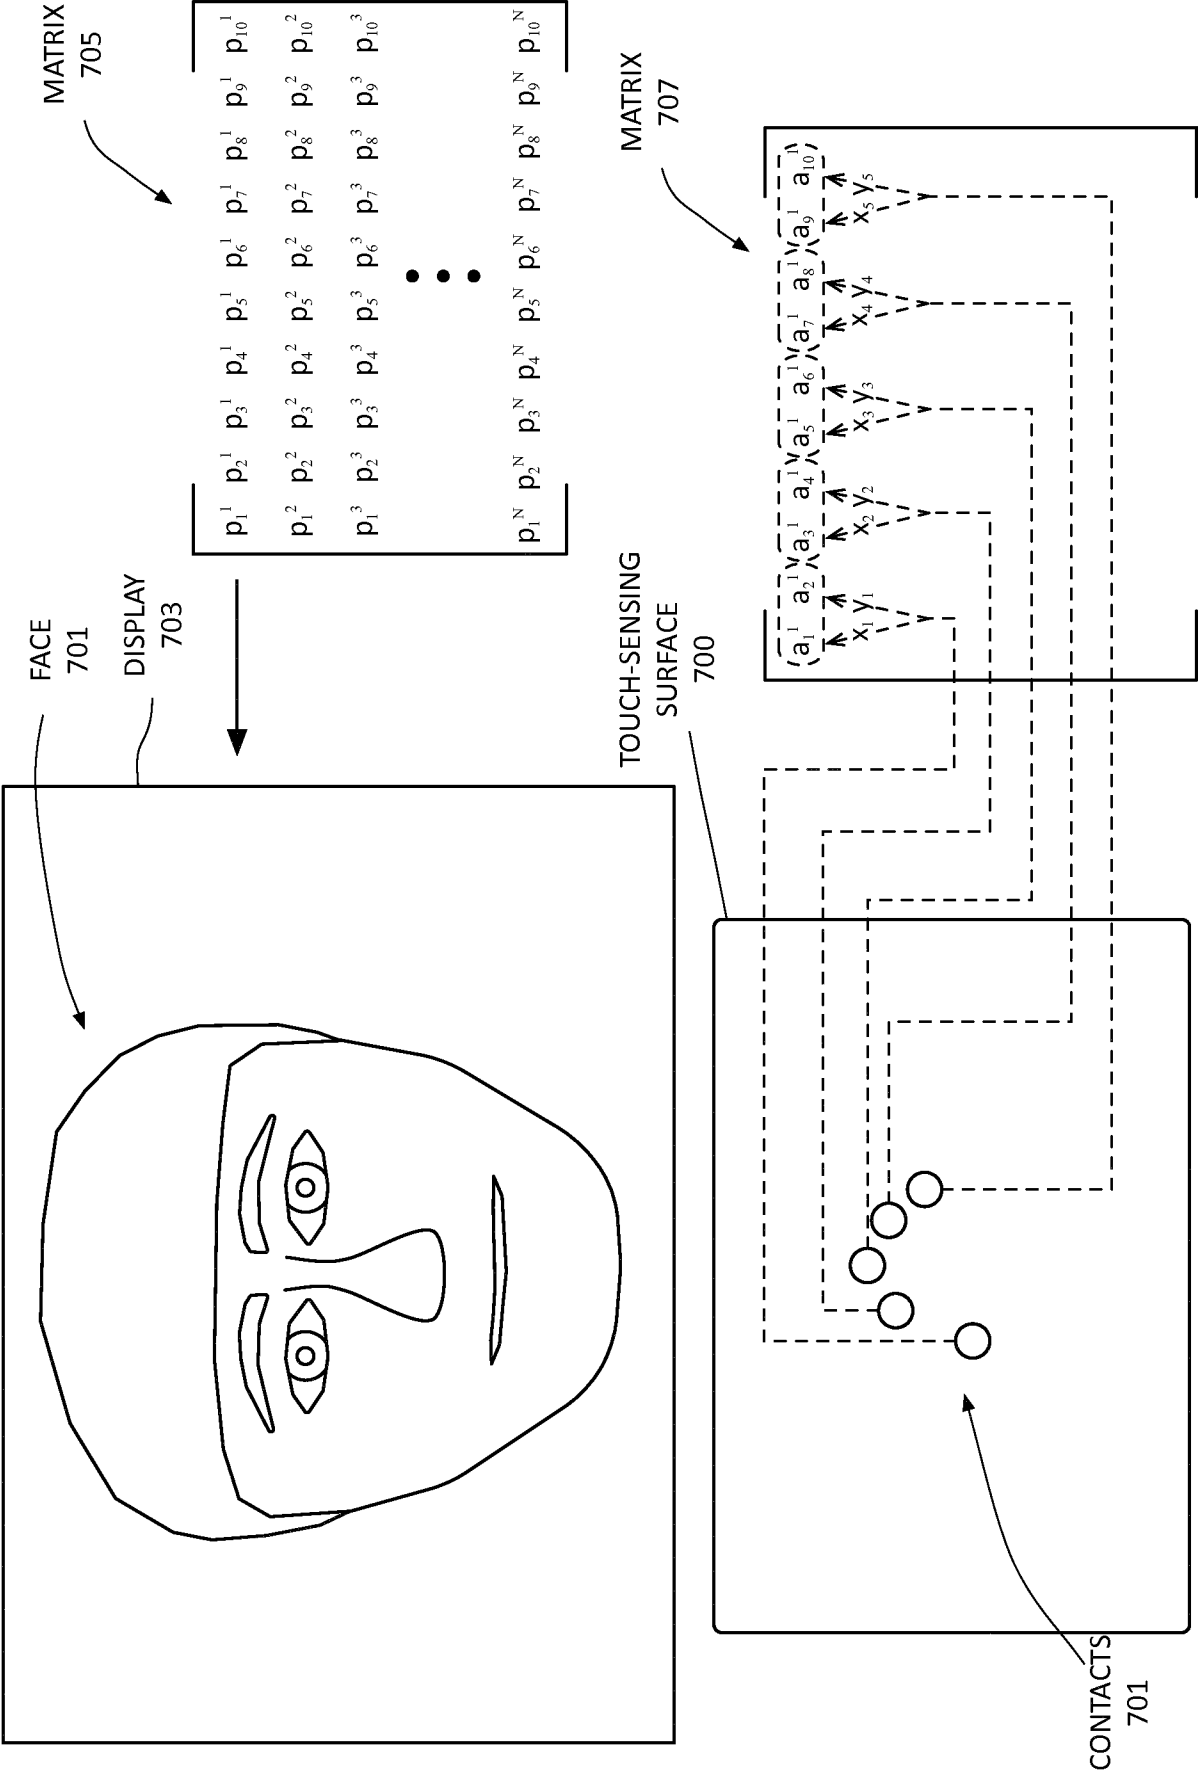 FACE
701
DISPLAY
703
MATRIX
705
p₁¹ p₂¹ p₃¹ p₄¹ p₅¹ p₆¹ p₇¹ p₈¹ p₉¹ p₁₀¹
p₁² p₂² p₃² p₄² p₅² p₆² p₇² p₈² p₉² p₁₀²
p₁³ p₂³ p₃³ p₄³ p₅³ p₆³ p₇³ p₈³ p₉³ p₁₀³
p₁ᴺ p₂ᴺ p₃ᴺ p₄ᴺ p₅ᴺ p₆ᴺ p₇ᴺ p₈ᴺ p₉ᴺ p₁₀ᴺ
CONTACTS
701
TOUCH-SENSING
SURFACE
700
MATRIX
707
a₁¹ a₂¹ a₃¹ a₄¹ a₅¹ a₆¹ a₇¹ a₈¹ a₉¹ a₁₀¹
x₁ y₁ x₂ y₂ x₃ y₃ x₄ y₄ x₅ y₅